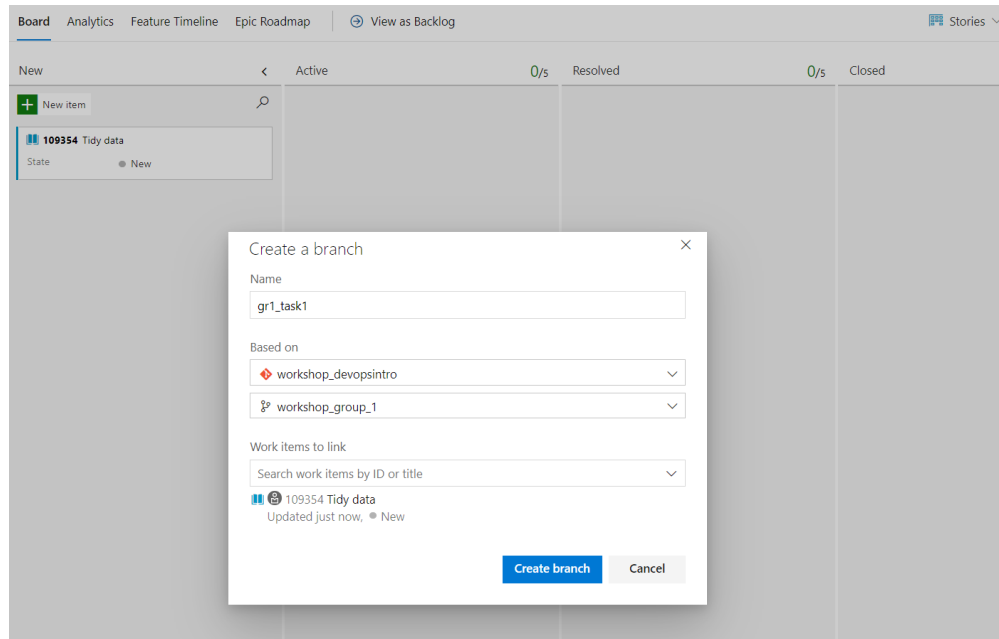 Board Analytics Feature Timeline Epic Roadmap View as Backlog Stories
New Active 0/5 Resolved 0/5 Closed
New item
109354 Tidy data
State New
Create a branch
Name
gr1_task1
Based on
workshop_devopsintro
workshop_group_1
Work items to link
Search work items by ID or title
109354 Tidy data
Updated just now, New
Create branch Cancel